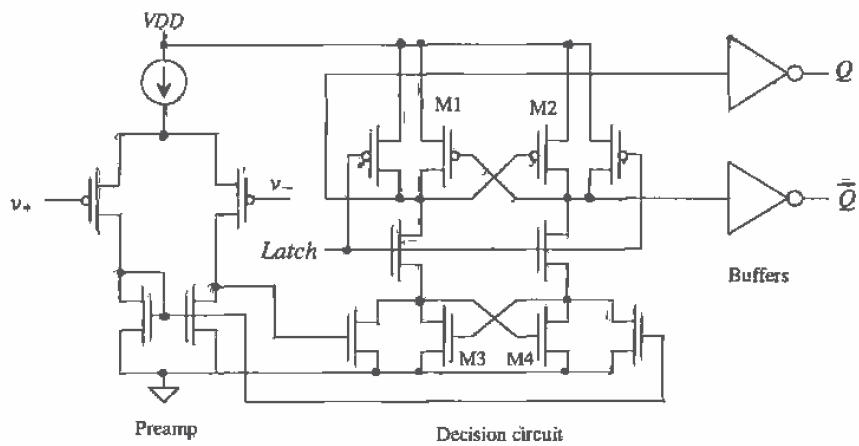 VDD
M1
M2
Q
v+
v−
Q̿
Latch
Buffers
M3
M4
Preamp
Decision circuit